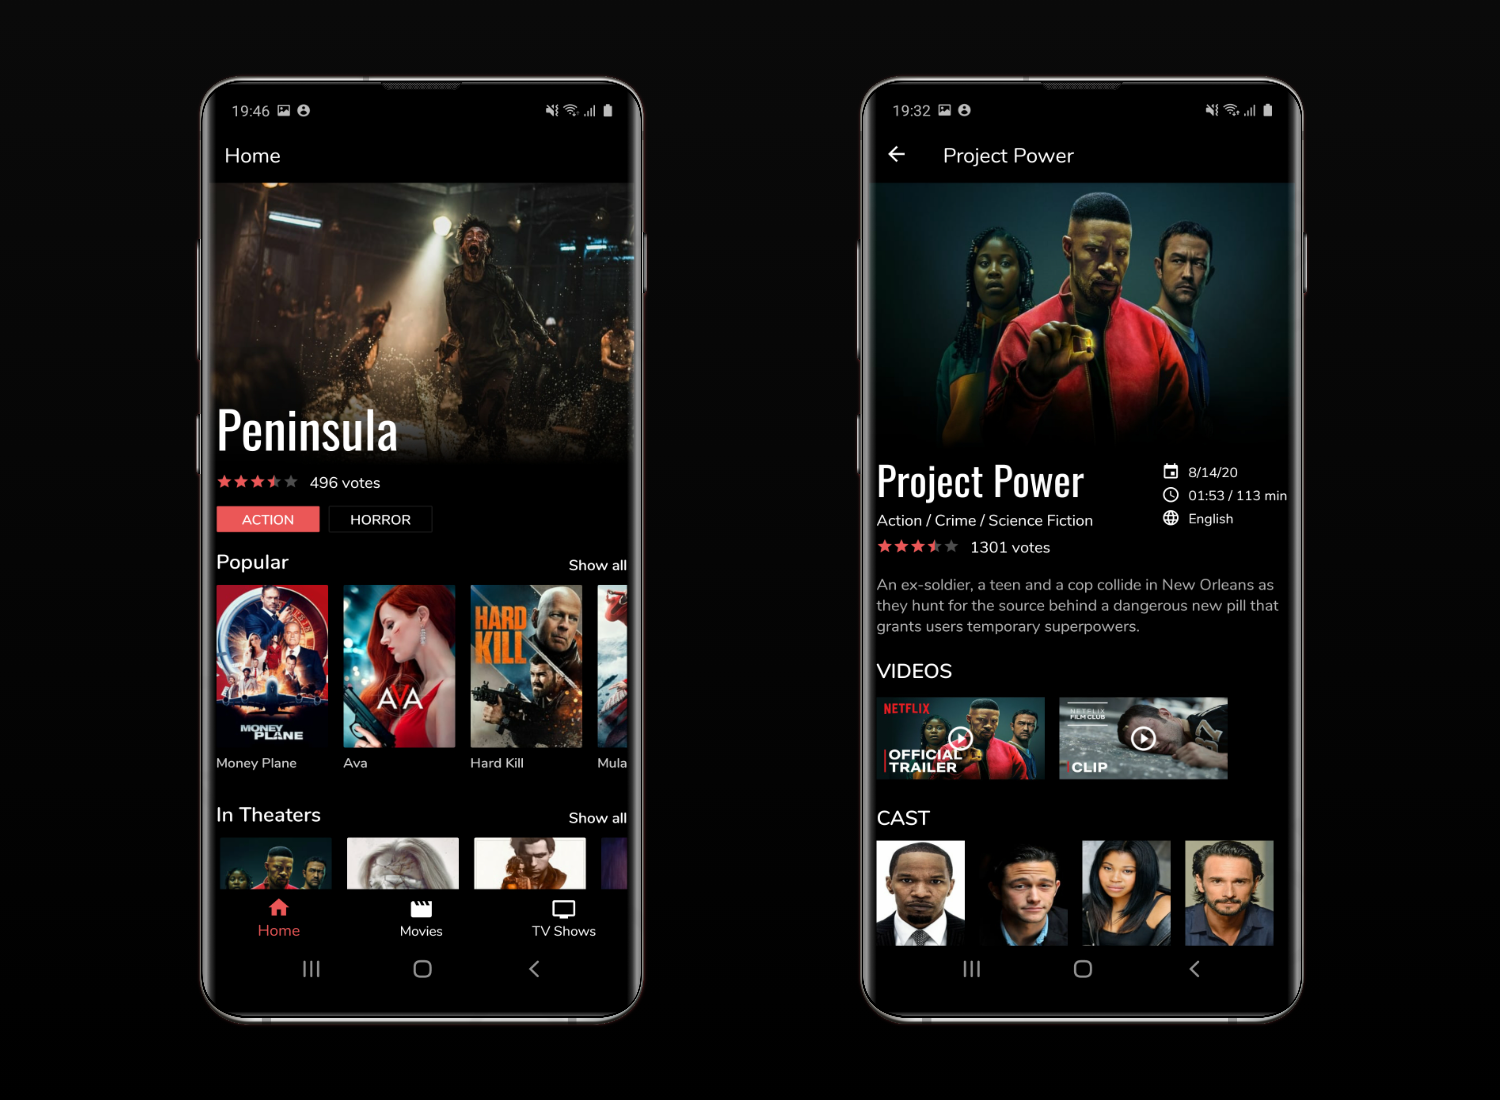 19:46
Home
Peninsula
496 votes
ACTION
HORROR
Popular
Show all
MONEY
PLANE
AVA
HARD
KILL
Money Plane
Ava
Hard Kill
Mula
In Theaters
Show all
Home
Movies
TV Shows
19:32
Project Power
Project Power
8/14/20
01:53 / 113 min
English
Action / Crime / Science Fiction
1301 votes
An ex-soldier, a teen and a cop collide in New Orleans as
they hunt for the source behind a dangerous new pill that
grants users temporary superpowers.
VIDEOS
NETFLIX
OFFICIAL
TRAILER
NETFLIX
FILM CLUB
CLIP
CAST